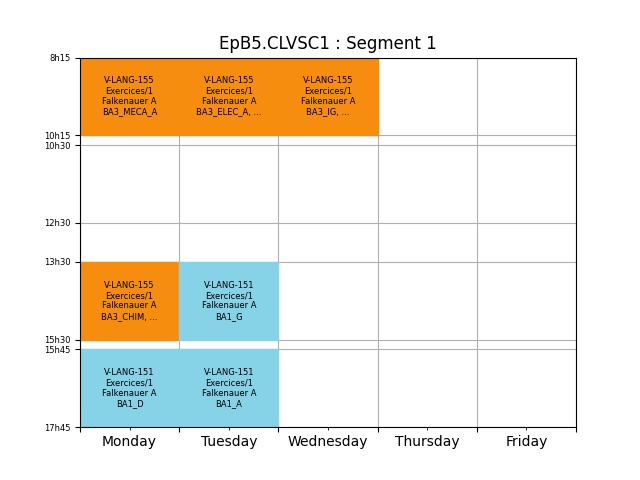 EpB5.CLVSC1 : Segment 1
8h15
V-LANG-155
Exercices/1
Falkenauer A
BA3_MECA_A
V-LANG-155
Exercices/1
Falkenauer A
BA3_ELEC_A, ...
V-LANG-155
Exercices/1
Falkenauer A
BA3_IG, ...
10h15
10h30
12h30
13h30
V-LANG-155
Exercices/1
Falkenauer A
BA3_CHIM, ...
V-LANG-151
Exercices/1
Falkenauer A
BA1_G
15h30
15h45
V-LANG-151
Exercices/1
Falkenauer A
BA1_D
V-LANG-151
Exercices/1
Falkenauer A
BA1_A
17h45
Monday
Tuesday
Wednesday
Thursday
Friday